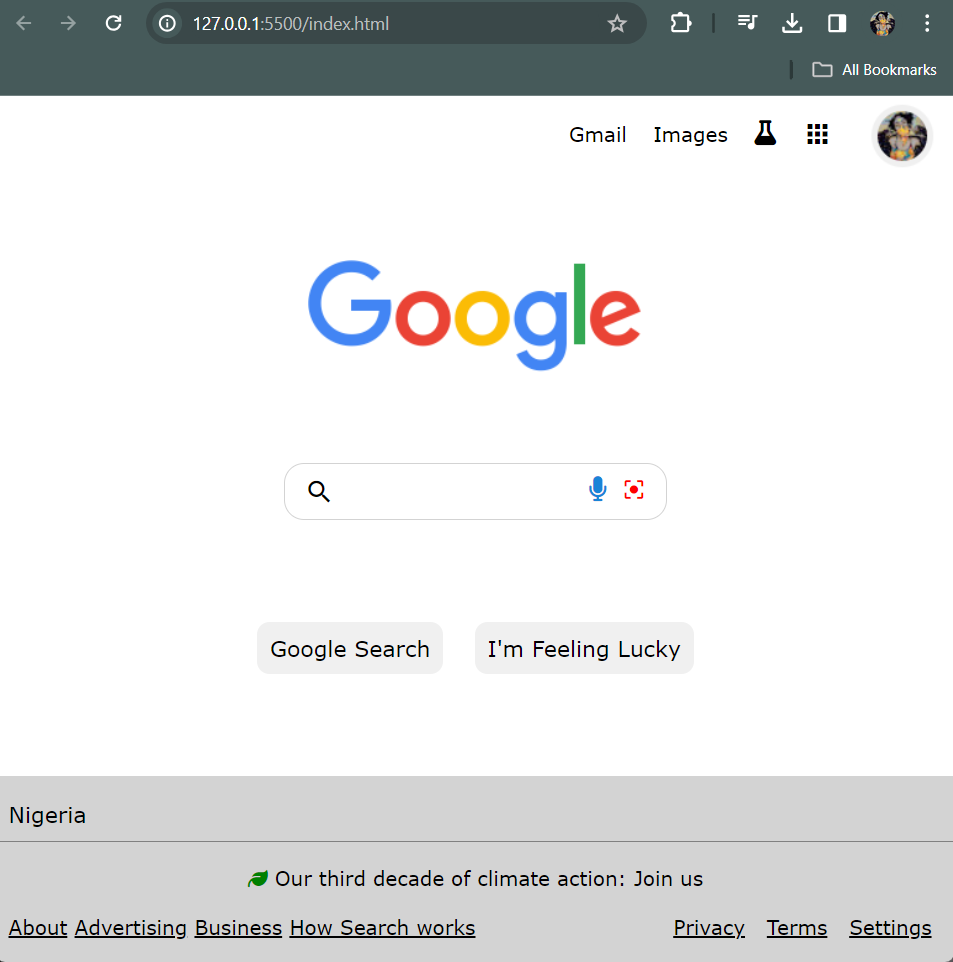 127.0.0.1:5500/index.html
All Bookmarks
Gmail Images
Google
Google Search I'm Feeling Lucky
Nigeria
Our third decade of climate action: Join us
About Advertising Business How Search works Privacy Terms Settings